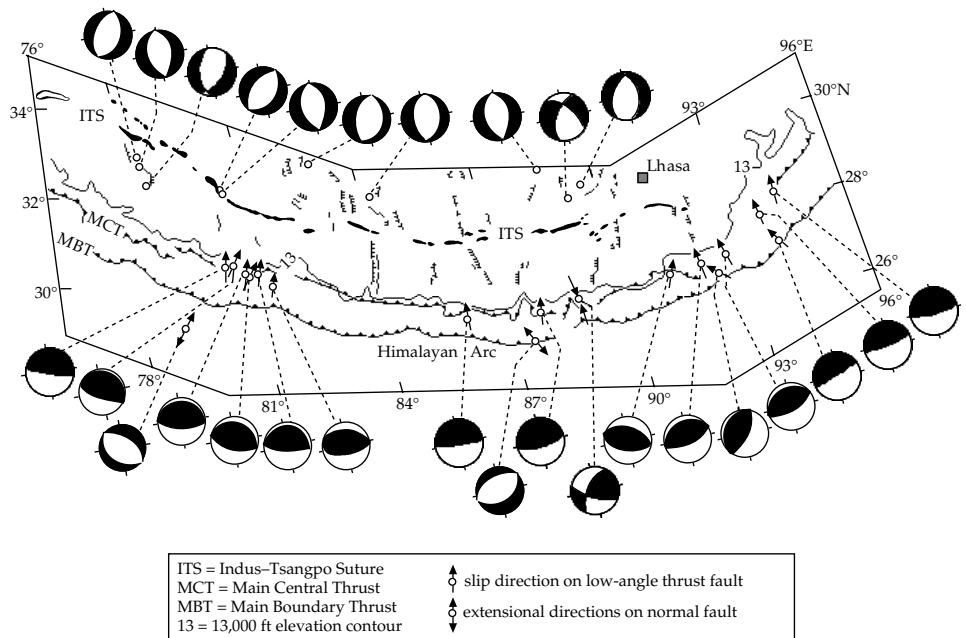 76°
96°E
34°
ITS
1
93°
30°N
Lhasa
13
28°
32°
MCT
ITS
MBT
13
26°
30°
96°
Himalayan Arc
78°
93°
81°
84°
87°
90°
ITS = Indus–Tsangpo Suture
MCT = Main Central Thrust
MBT = Main Boundary Thrust
13 = 13,000 ft elevation contour
slip direction on low-angle thrust fault
extensional directions on normal fault